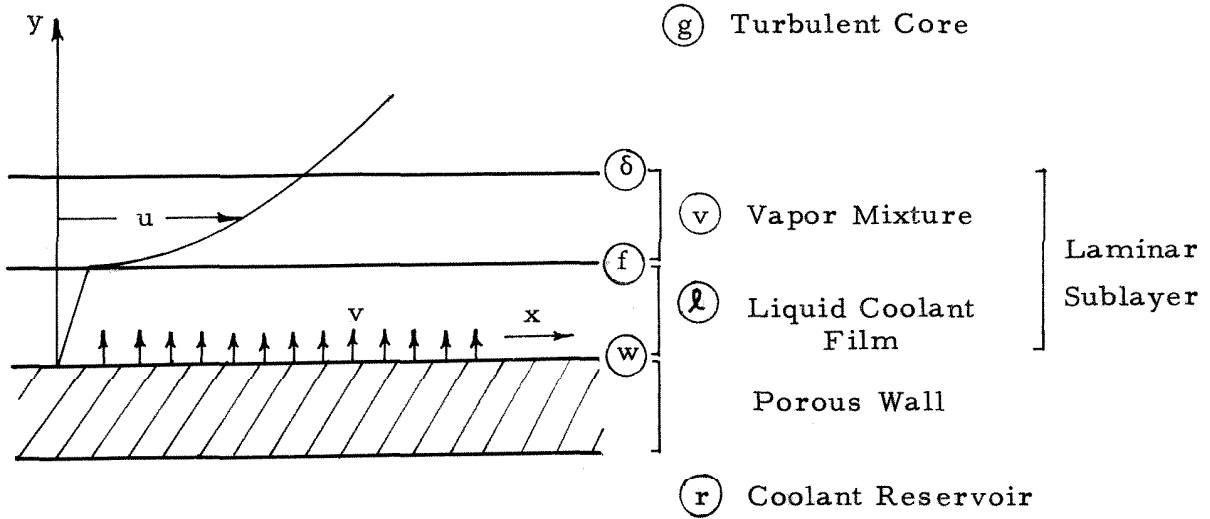 g Turbulent Core
y
δ
u
v Vapor Mixture
f
Laminar
Sublayer
ℓ Liquid Coolant
Film
v
x
w
Porous Wall
r Coolant Reservoir